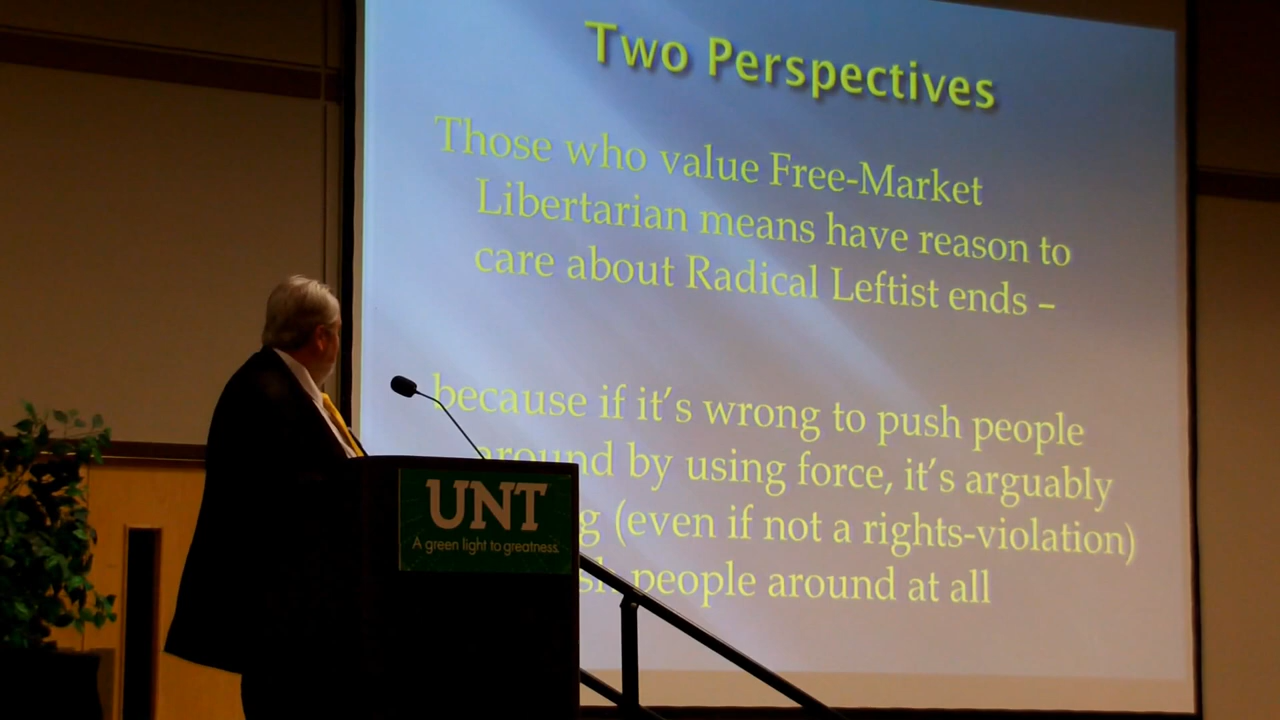 Two Perspectives
Those who value Free-Market
Libertarian means have reason to
care about Radical Leftist ends –
because if it's wrong to push people
around by using force, it's arguably
(even if not a rights-violation)
people around at all
UNT
A green light to greatness.